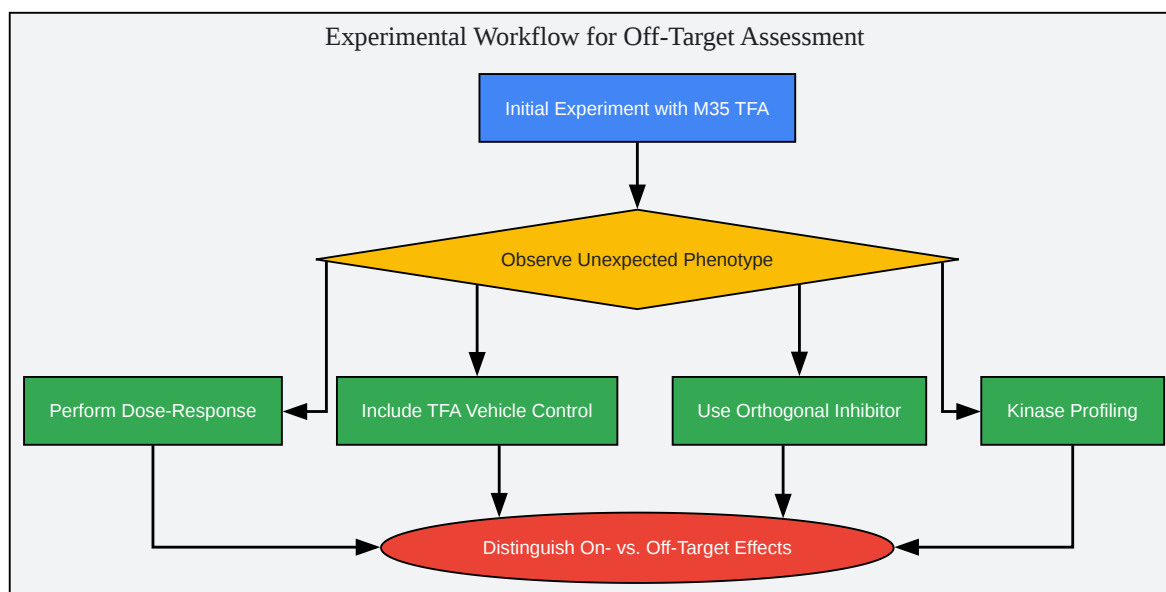 Experimental Workflow for Off-Target Assessment
Initial Experiment with M35 TFA
Observe Unexpected Phenotype
Perform Dose-Response
Include TFA Vehicle Control
Use Orthogonal Inhibitor
Kinase Profiling
Distinguish On- vs. Off-Target Effects